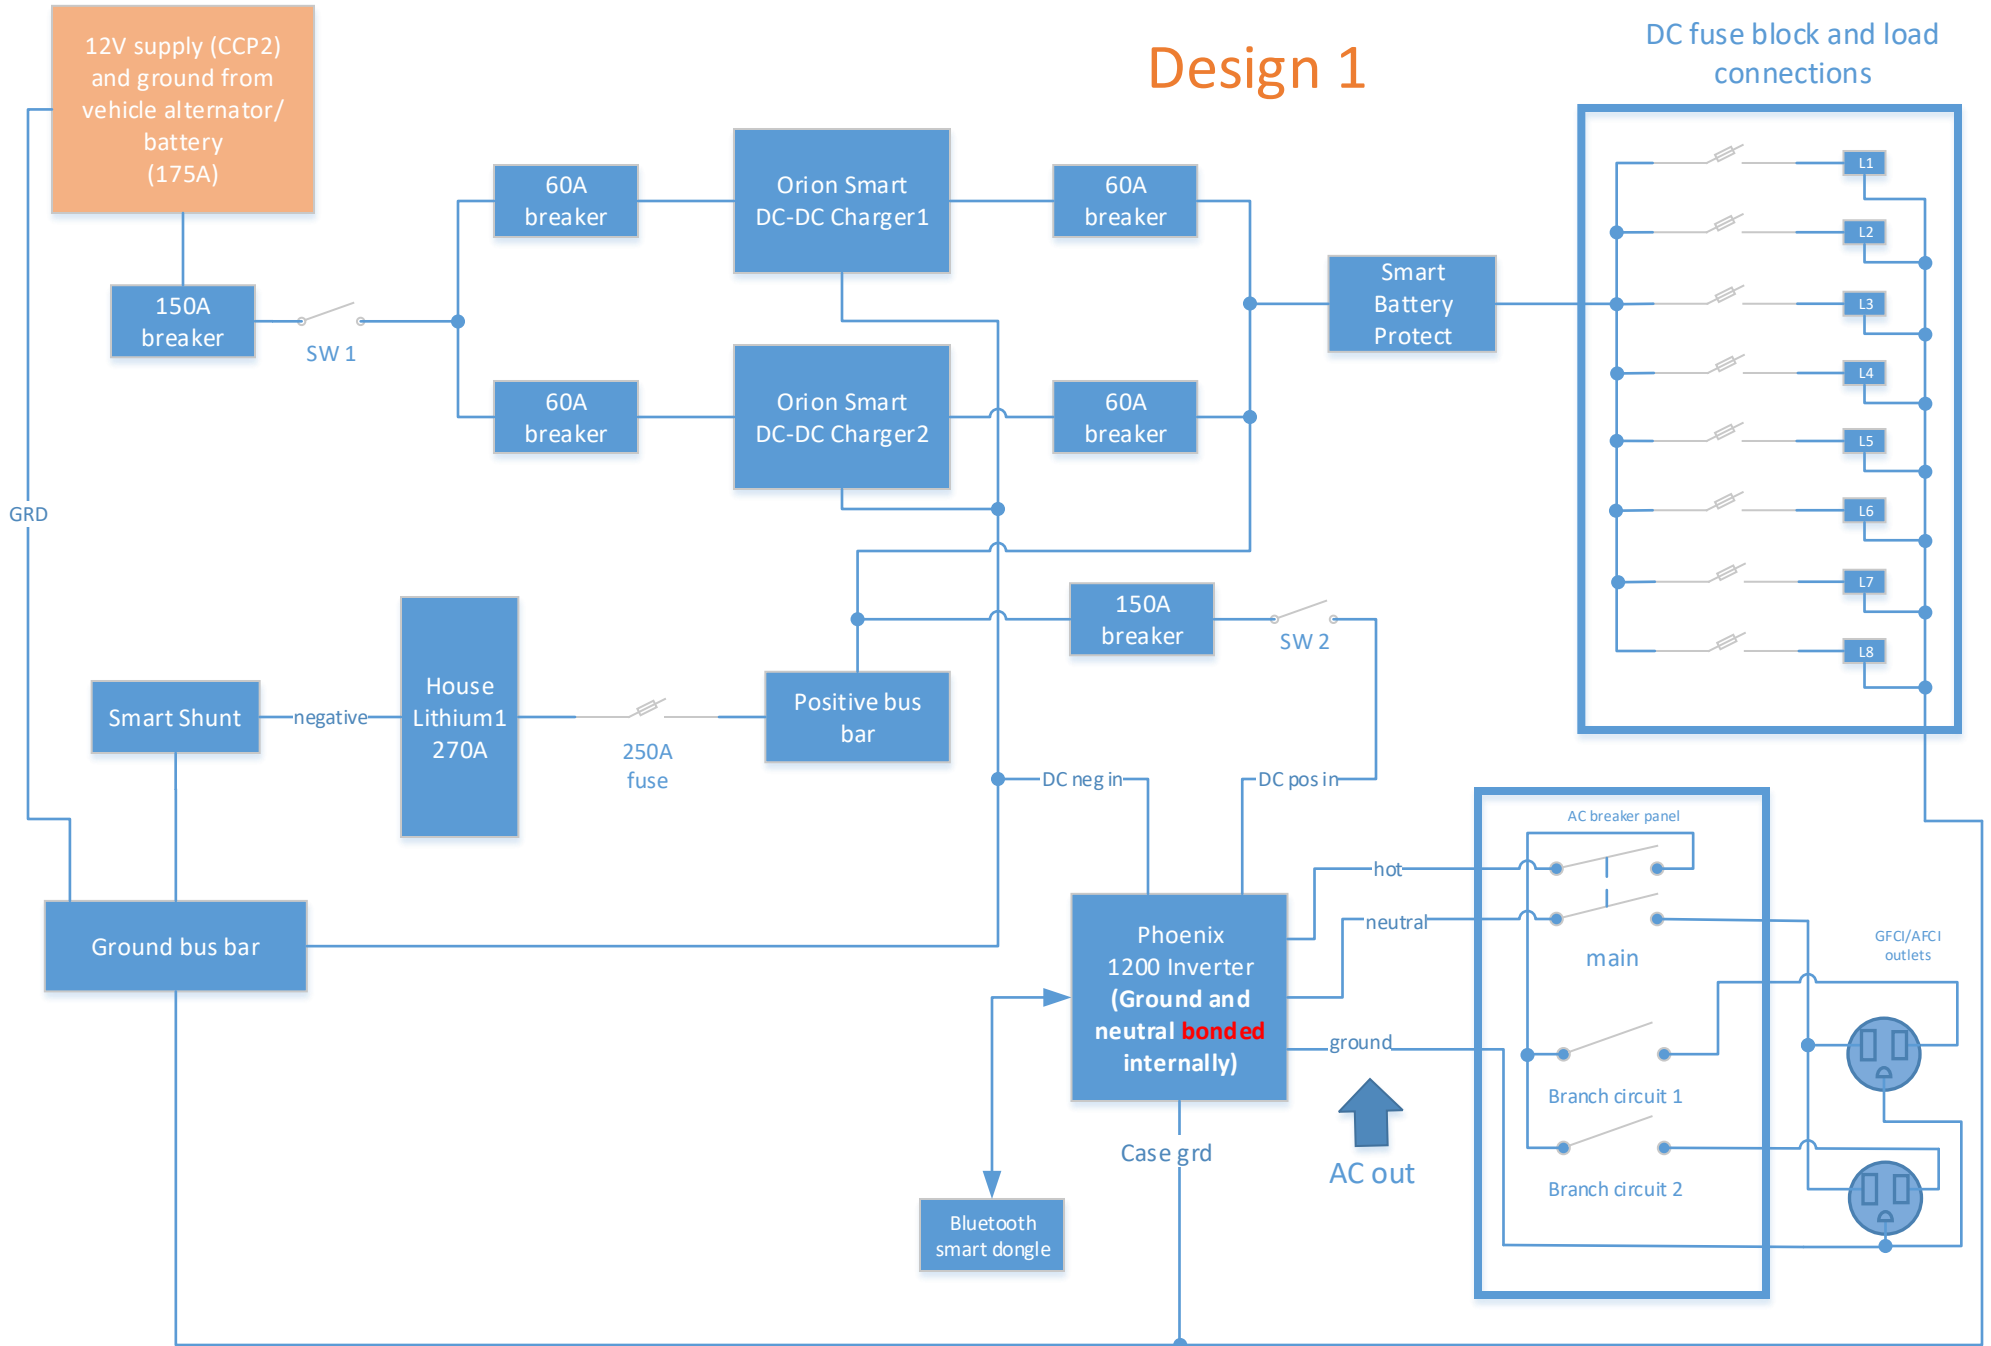 12V supply (CCP2)
and ground from
vehicle alternator/
battery
(175A)
Design 1
DC fuse block and load
connections
60A
breaker
Orion Smart
DC-DC Charger1
60A
breaker
150A
breaker
SW 1
Smart
Battery
Protect
60A
breaker
Orion Smart
DC-DC Charger2
60A
breaker
L1
L2
L3
L4
L5
L6
L7
L8
GRD
150A
breaker
SW 2
Smart Shunt
negative
House
Lithium1
270A
250A
fuse
Positive bus
bar
DC neg in
DC pos in
AC breaker panel
hot
neutral
main
GFCI/AFCI
outlets
Ground bus bar
Phoenix
1200 Inverter
(Ground and
neutral bonded
internally)
ground
Branch circuit 1
Case grd
AC out
Branch circuit 2
Bluetooth
smart dongle